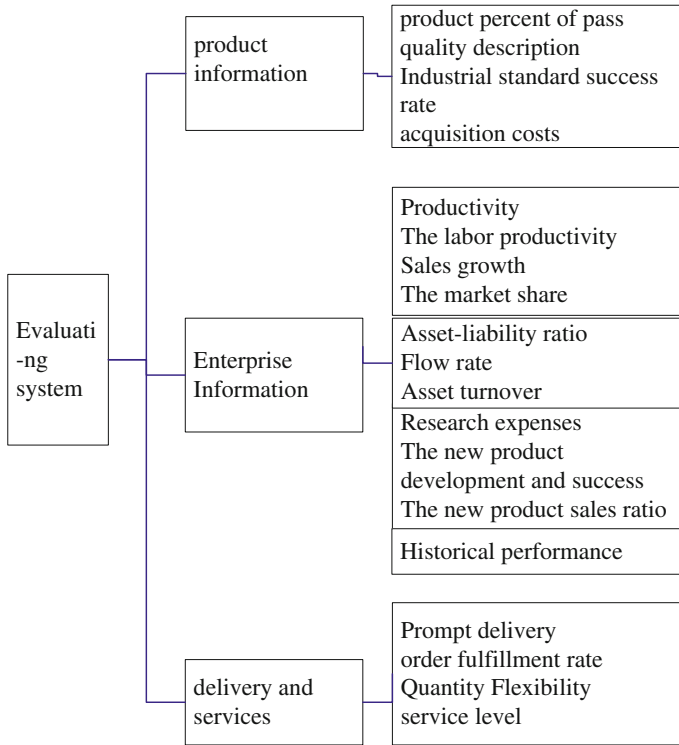 Evaluati
-ng
system
product
information
product percent of pass
quality description
Industrial standard success
rate
acquisition costs
Enterprise
Information
Productivity
The labor productivity
Sales growth
The market share
Asset-liability ratio
Flow rate
Asset turnover
Research expenses
The new product
development and success
The new product sales ratio
Historical performance
delivery and
services
Prompt delivery
order fulfillment rate
Quantity Flexibility
service level